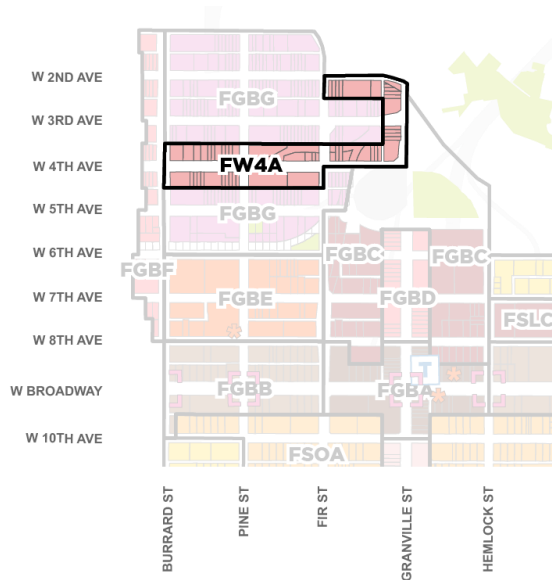 W 2ND AVE
FGBG
W 3RD AVE
W 4TH AVE
FW4A
W 5TH AVE
FGBG
W 6TH AVE
FGBC
FGBC
FGBF
W 7TH AVE
FGBE
FGBD
FSLC
W 8TH AVE
T
W BROADWAY
FGBB
FGBA
W 10TH AVE
FSOA
BURRARD ST
PINE ST
FIR ST
GRANVILLE ST
HEMLOCK ST